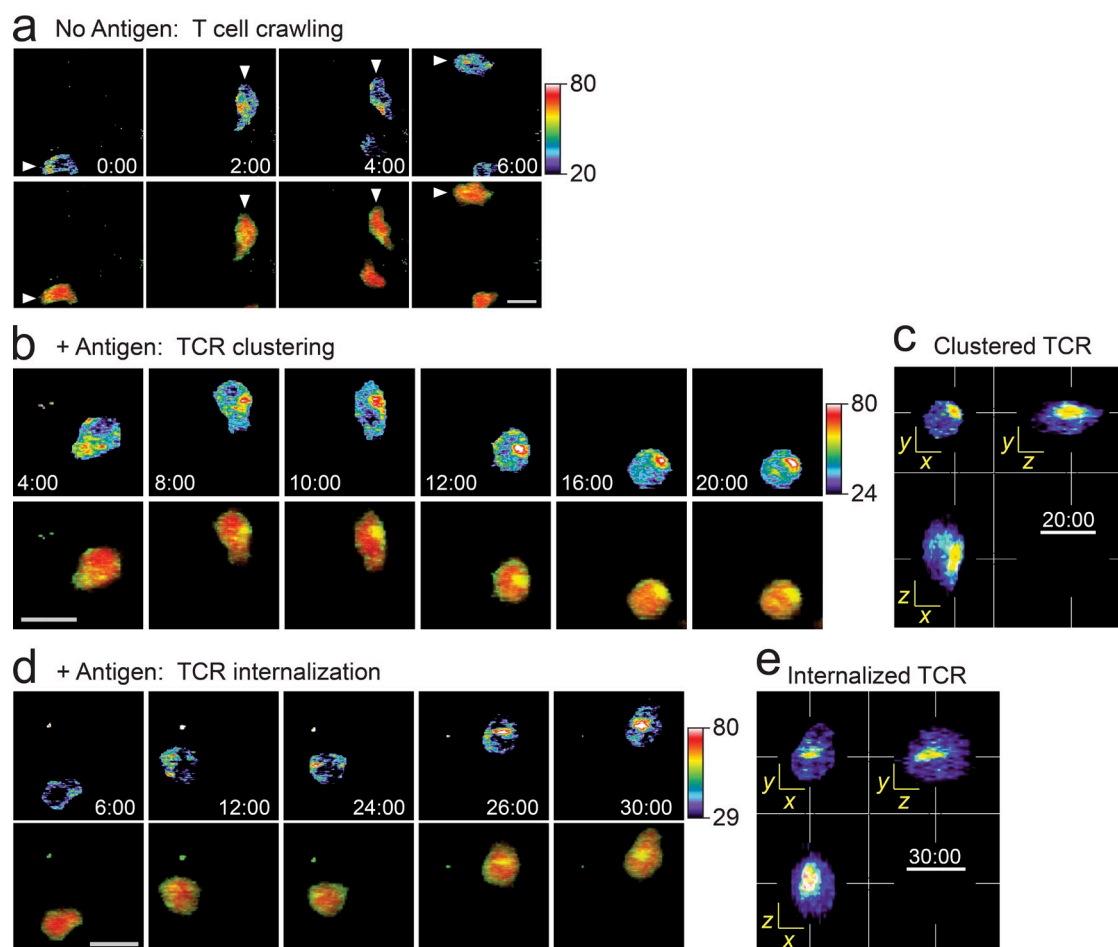 a No Antigen: T cell crawling
0:00 2:00 4:00 6:00
80
20
b + Antigen: TCR clustering
4:00 8:00 10:00 12:00 16:00 20:00
80
24
c Clustered TCR
y x y z
20:00
z x
d + Antigen: TCR internalization
6:00 12:00 24:00 26:00 30:00
80
29
e Internalized TCR
y x y z
30:00
z x